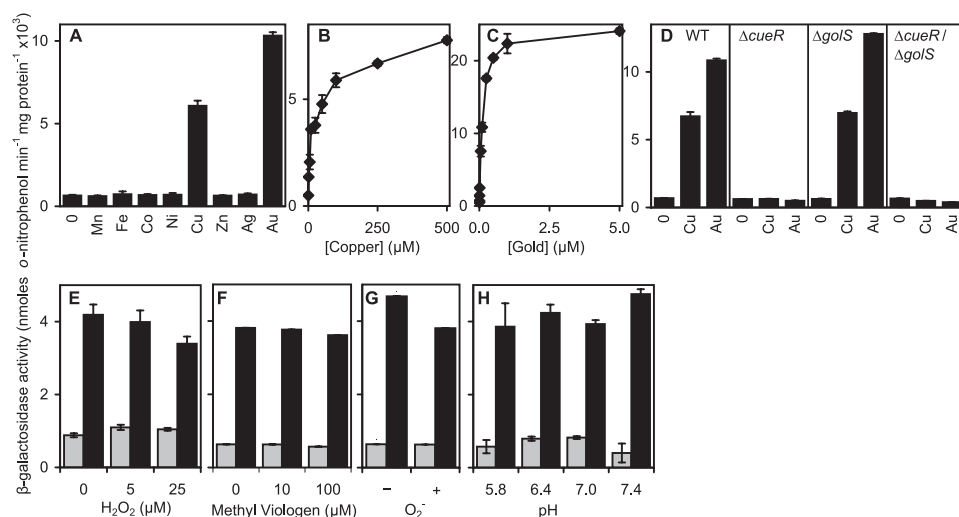 β-galactosidase activity (nmoles o-nitrophenol min⁻¹ mg protein⁻¹ x10³)
A
10
5
0
0 Mn Fe Co Ni Cu Zn Ag Au
B
5
0
0 250 500
[Copper] (µM)
C
20
10
0
0.0 2.5 5.0
[Gold] (µM)
D WT ΔcueR ΔgolS ΔcueR/
ΔgolS
10
5
0
0 Cu Au 0 Cu Au 0 Cu Au 0 Cu Au
E
4
2
0
0 5 25
H₂O₂ (µM)
F
0 10 100
Methyl Viologen (µM)
G
– +
O₂⁻
H
5.8 6.4 7.0 7.4
pH